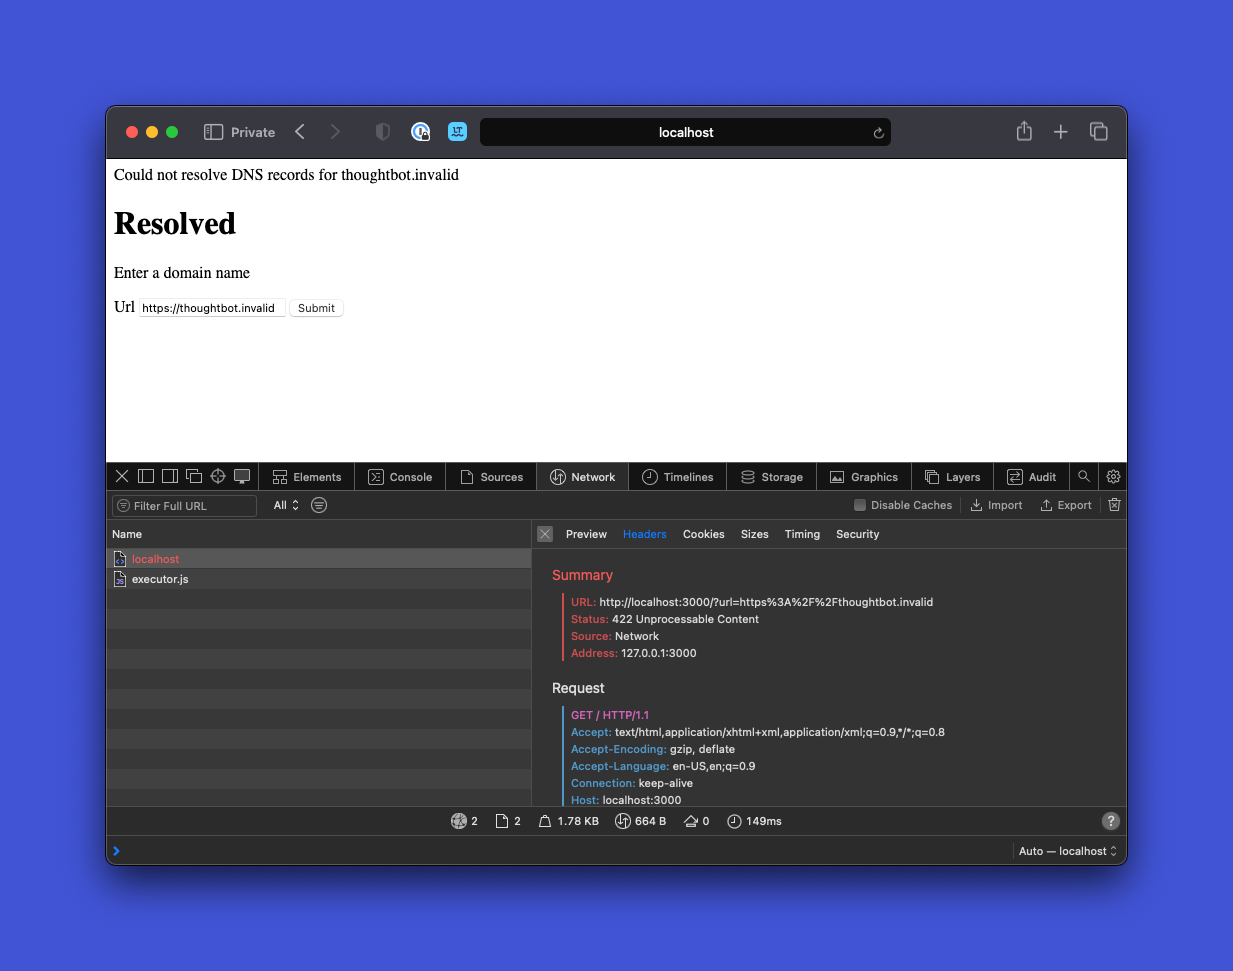 Private
localhost
Could not resolve DNS records for thoughtbot.invalid
Resolved
Enter a domain name
Url https://thoughtbot.invalid Submit
Elements Console Sources Network Timelines Storage Graphics Layers Audit
Filter Full URL All Disable Caches Import Export
Name
localhost
executor.js
Preview Headers Cookies Sizes Timing Security
Summary
URL: http://localhost:3000/?url=https%3A%2F%2Fthoughtbot.invalid
Status: 422 Unprocessable Content
Source: Network
Address: 127.0.0.1:3000
Request
GET / HTTP/1.1
Accept: text/html,application/xhtml+xml,application/xml;q=0.9,*/*;q=0.8
Accept-Encoding: gzip, deflate
Accept-Language: en-US,en;q=0.9
Connection: keep-alive
Host: localhost:3000
2 2 1.78 KB 664 B 0 149ms ?
Auto — localhost